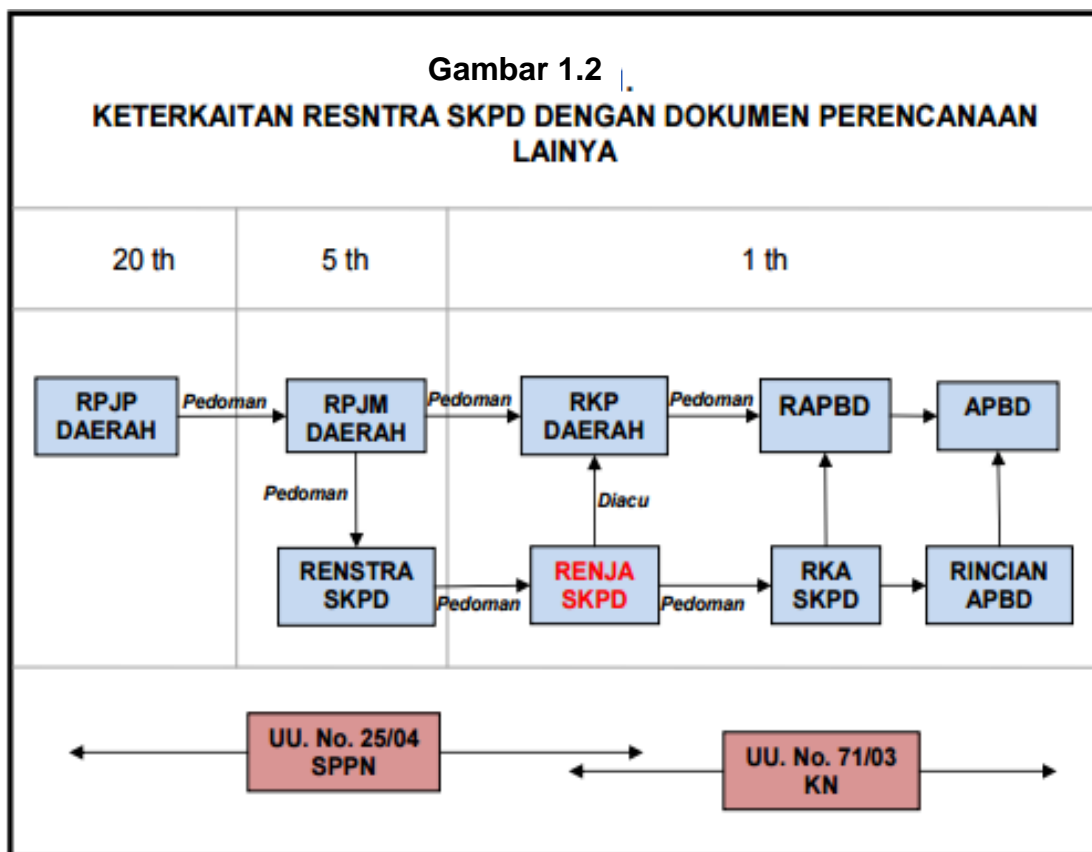 Gambar 1.2 .
KETERKAITAN RESNTRA SKPD DENGAN DOKUMEN PERENCANAAN
LAINYA
20 th
5 th
1 th
RPJP
DAERAH
Pedoman
RPJM
DAERAH
Pedoman
RKP
DAERAH
Pedoman
RAPBD
APBD
Pedoman
Diacu
RENSTRA
SKPD
Pedoman
RENJA
SKPD
Pedoman
RKA
SKPD
RINCIAN
APBD
UU. No. 25/04
SPPN
UU. No. 71/03
KN